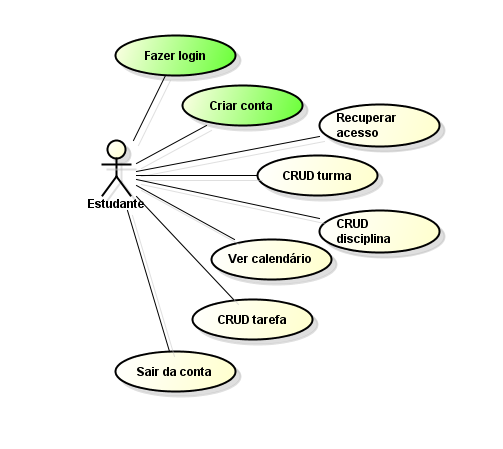 Fazer login
Criar conta
Recuperar
acesso
CRUD turma
Estudante
CRUD
disciplina
Ver calendário
CRUD tarefa
Sair da conta